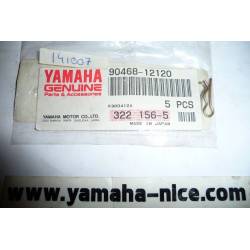 141007
YAMAHA
GENUINE
Parts & Accessories
90468-12120
5 PCS
322 156-5
YAMAHA MOTOR CO., LTD.
MADE IN JAPAN
www.yamaha-nice.com